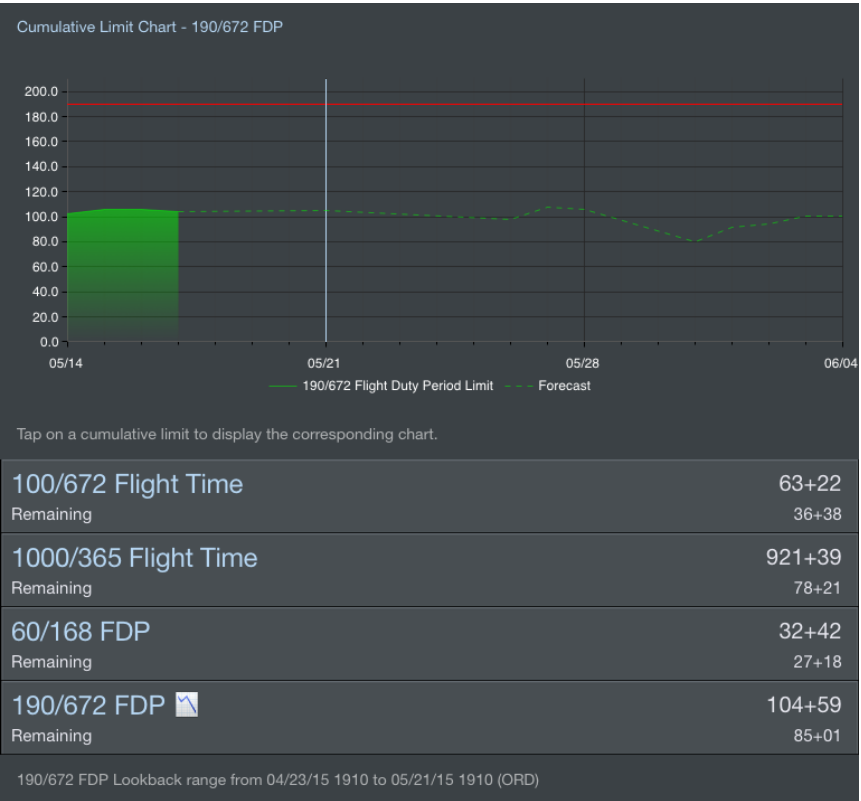 Cumulative Limit Chart - 190/672 FDP
200.0
180.0
160.0
140.0
120.0
100.0
80.0
60.0
40.0
20.0
0.0
05/14 05/21 05/28 06/04
190/672 Flight Duty Period Limit Forecast
Tap on a cumulative limit to display the corresponding chart.
100/672 Flight Time 63+22
Remaining 36+38
1000/365 Flight Time 921+39
Remaining 78+21
60/168 FDP 32+42
Remaining 27+18
190/672 FDP 104+59
Remaining 85+01
190/672 FDP Lookback range from 04/23/15 1910 to 05/21/15 1910 (ORD)